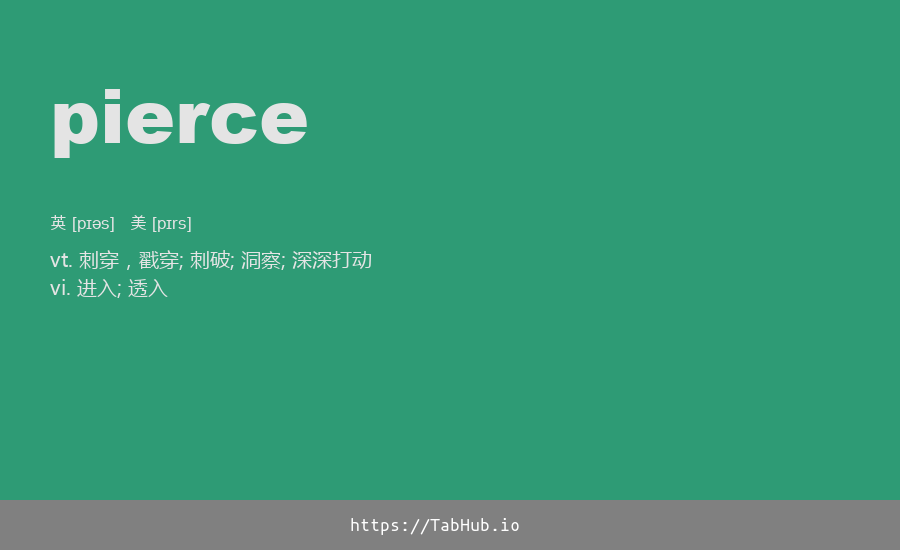 pierce
英 [pɪəs] 美 [pɪrs]
vt. 刺穿，戳穿; 刺破; 洞察; 深深打动
vi. 进入; 透入
https://TabHub.io